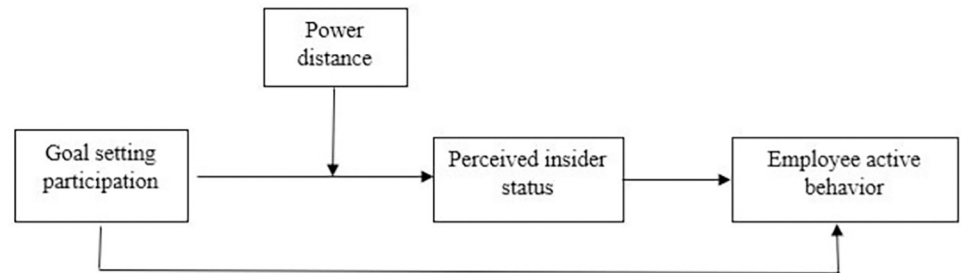 Power
distance
Goal setting
participation
Perceived insider
status
Employee active
behavior